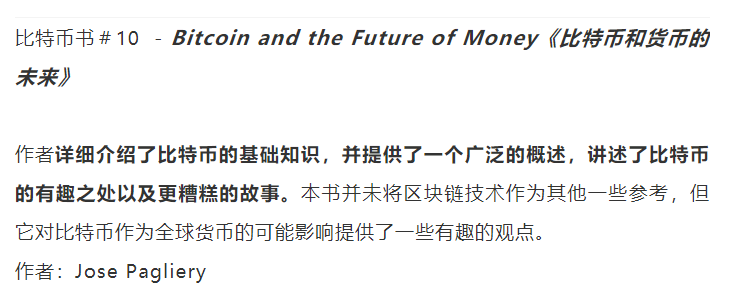 比特币书＃10 - Bitcoin and the Future of Money《比特币和货币的
未来》
作者详细介绍了比特币的基础知识，并提供了一个广泛的概述，讲述了比特币
的有趣之处以及更糟糕的故事。本书并未将区块链技术作为其他一些参考，但
它对比特币作为全球货币的可能影响提供了一些有趣的观点。
作者：Jose Pagliery